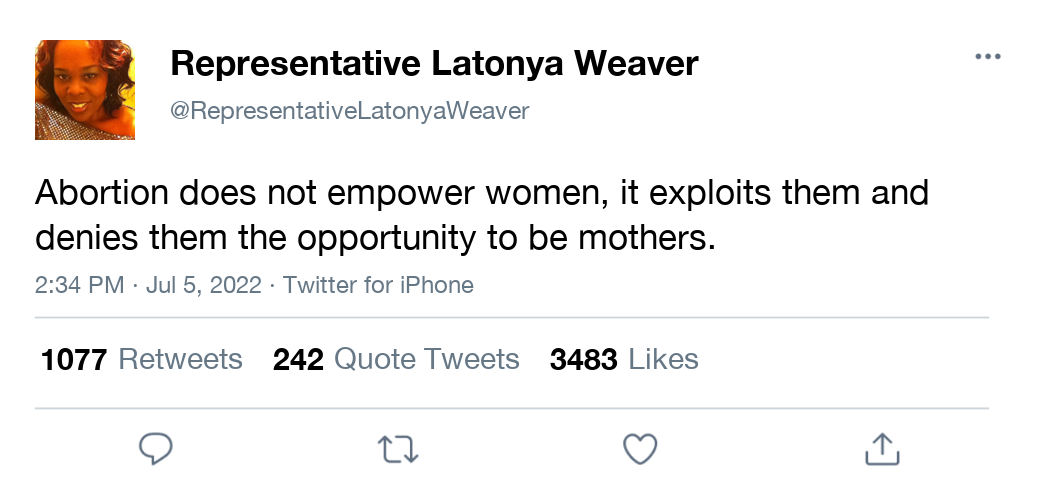 Representative Latonya Weaver
@RepresentativeLatonyaWeaver
Abortion does not empower women, it exploits them and
denies them the opportunity to be mothers.
2:34 PM · Jul 5, 2022 · Twitter for iPhone
1077 Retweets 242 Quote Tweets 3483 Likes